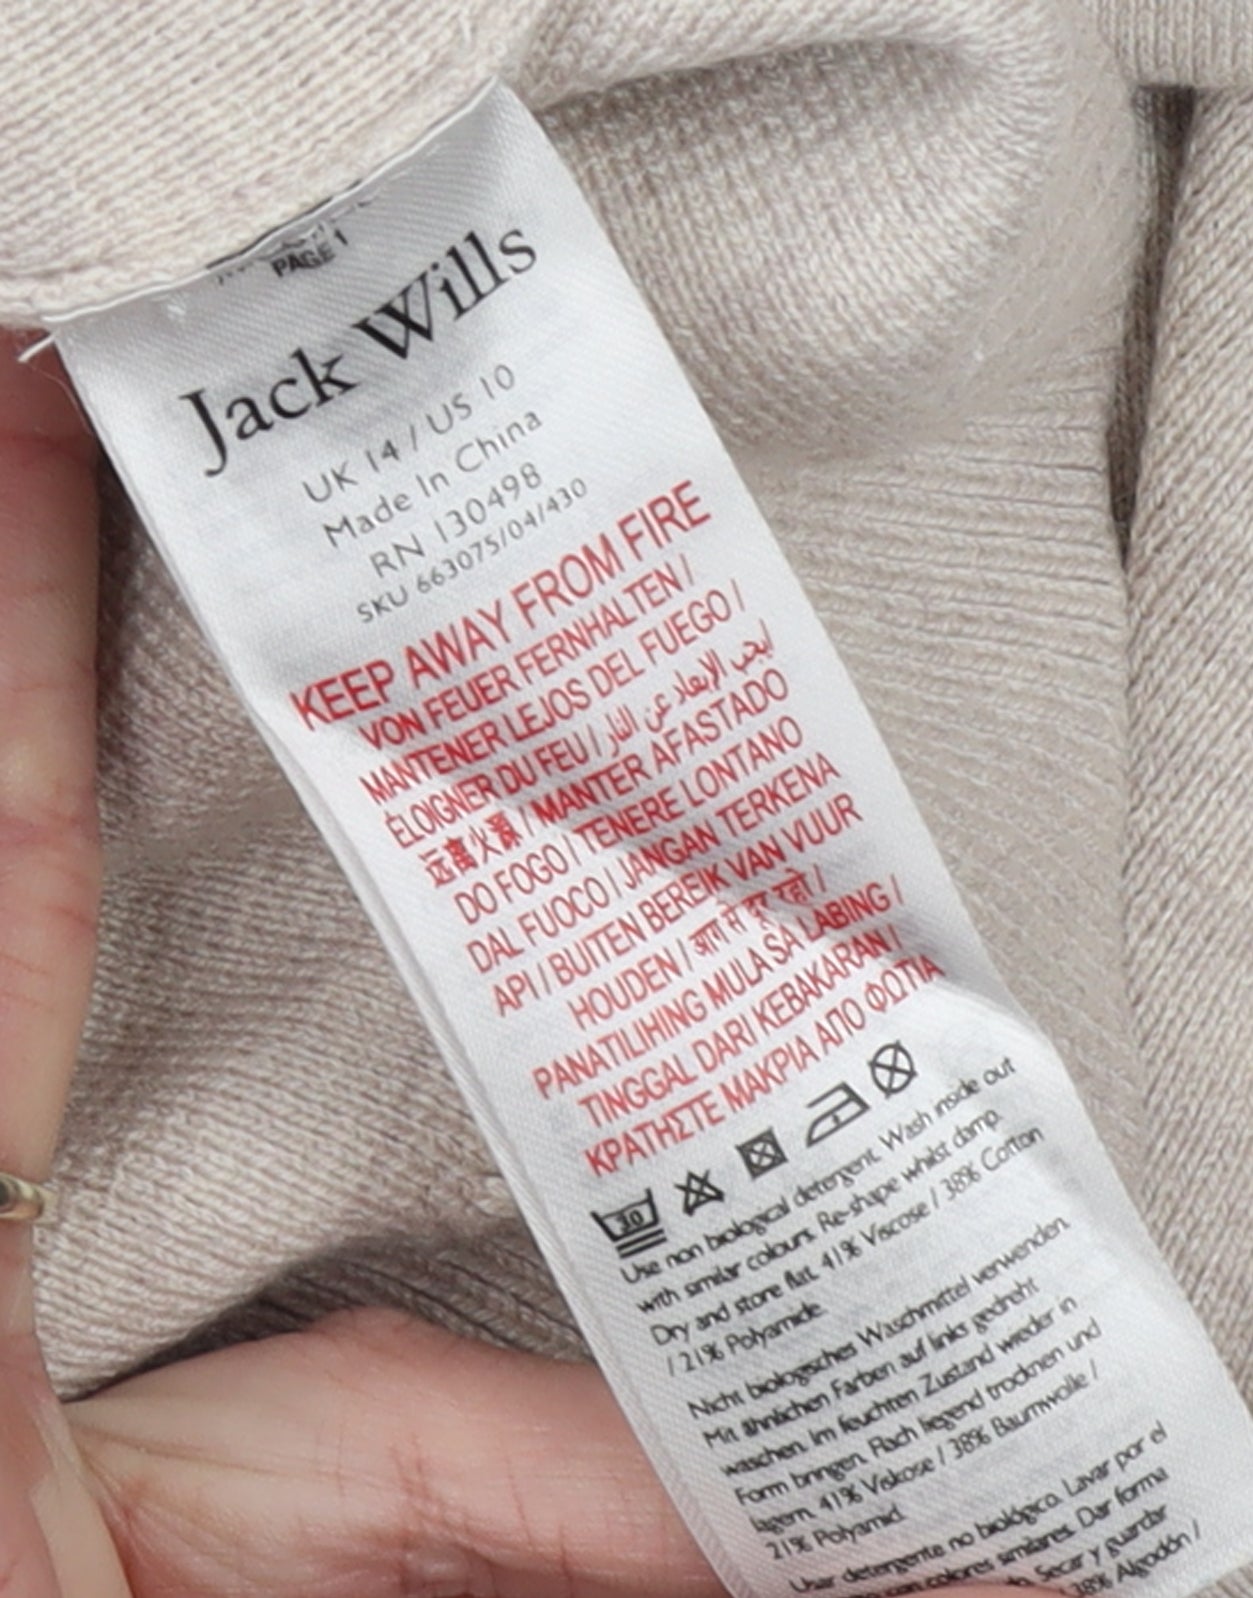 PAGE 1
Jack Wills
UK 14 / US 10
Made In China
RN 130498
SKU 663075/04/430
KEEP AWAY FROM FIRE
VON FEUER FERNHALTEN /
MANTENER LEJOS DEL FUEGO /
ÉLOIGNER DU FEU / يجب الإبعاد عن النار/
远离火源 / MANTER AFASTADO
DO FOGO / TENERE LONTANO
DAL FUOCO / JANGAN TERKENA
API / BUITEN BEREIK VAN VUUR
HOUDEN / आग से दूर रहो /
PANATILIHING MULA SA LABING /
TINGGAL DARI KEBAKARAN /
ΚΡΑΤΗΣΤΕ ΜΑΚΡΙΑ ΑΠΟ ΦΩΤΙΑ
30
Use non biological detergent. Wash inside out
with similar colours. Re-shape whilst damp.
Dry and store flat. 41% Viscose / 38% Cotton
/ 21% Polyamide.
Nicht biologisches Waschmittel verwenden.
Mit ähnlichen Farben auf links gedreht
waschen. Im feuchten Zustand wieder in
Form bringen. Flach liegend trocknen und
lagern. 41% Viskose / 38% Baumwolle /
21% Polyamid.
Usar detergente no biológico. Lavar por el
con colores similares. Dar forma
Secar y guardar
38% Algodón /